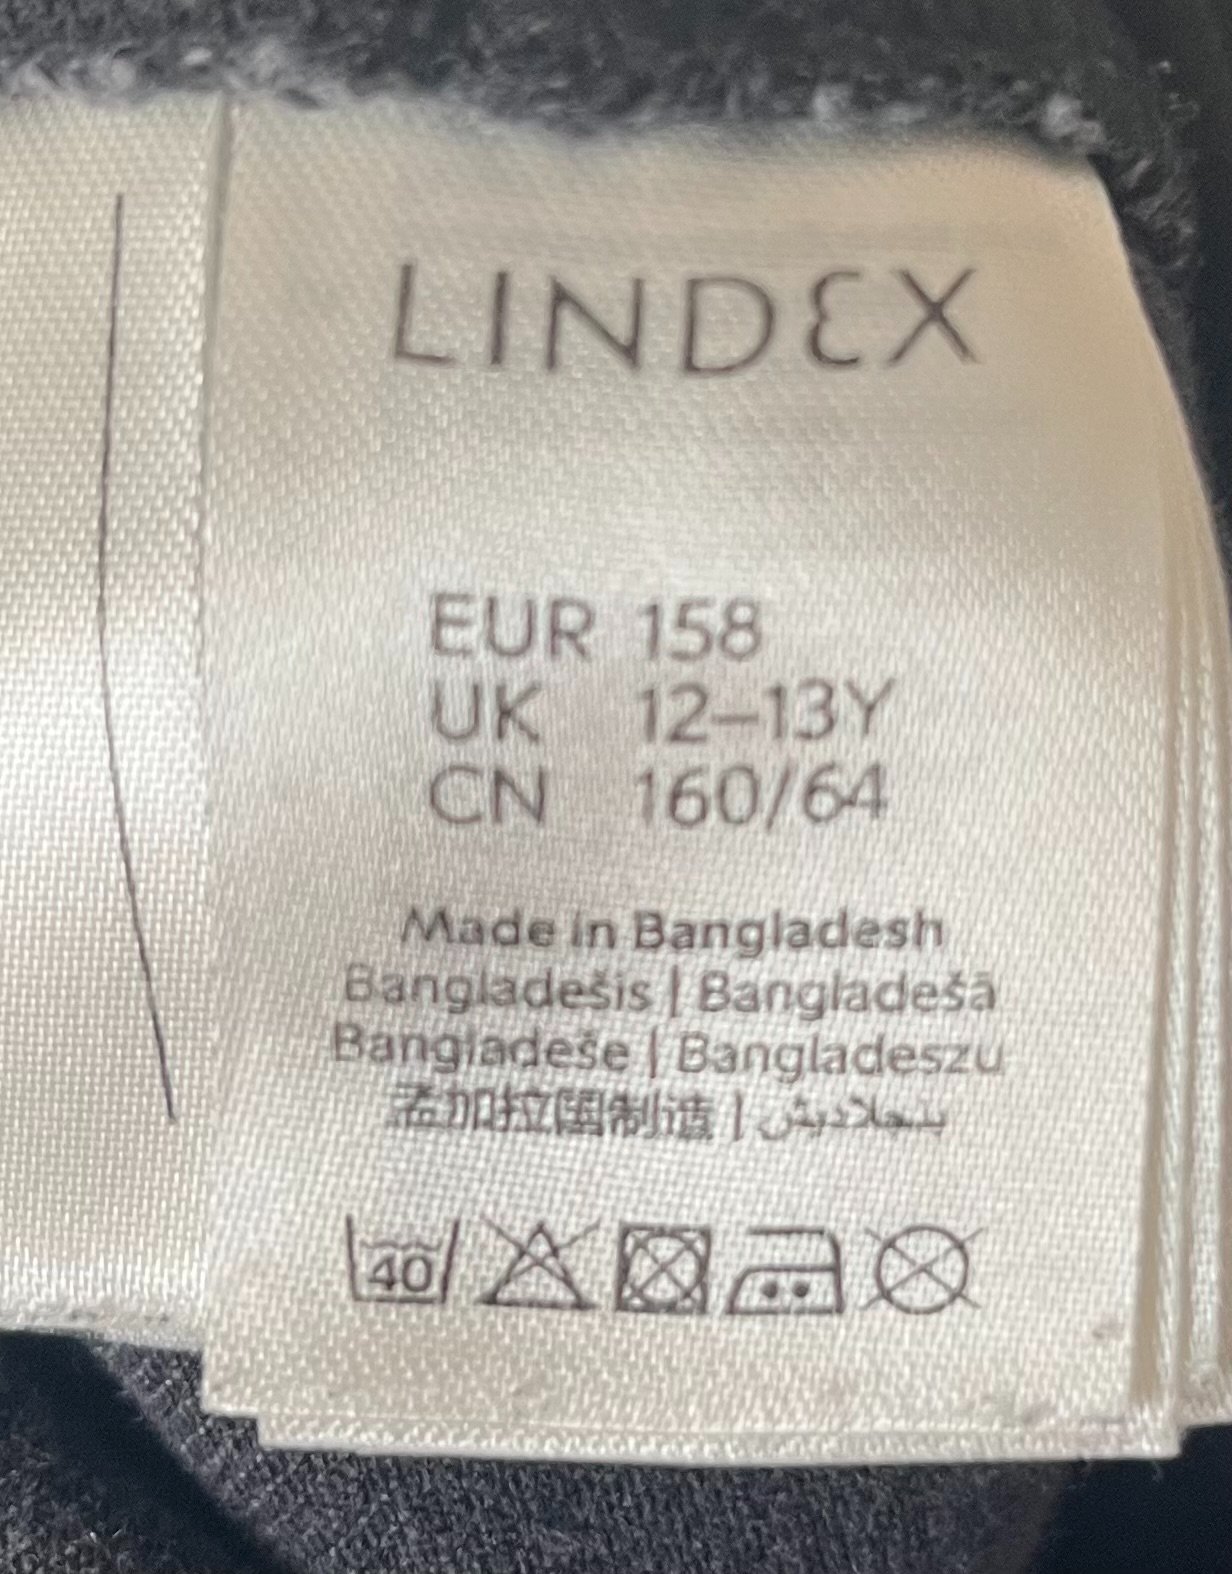 LINDEX
EUR 158
UK 12–13Y
CN 160/64
Made in Bangladesh
Bangladešis | Bangladešā
Bangladeše | Bangladeszu
孟加拉国制造 | بنجلاديش
40